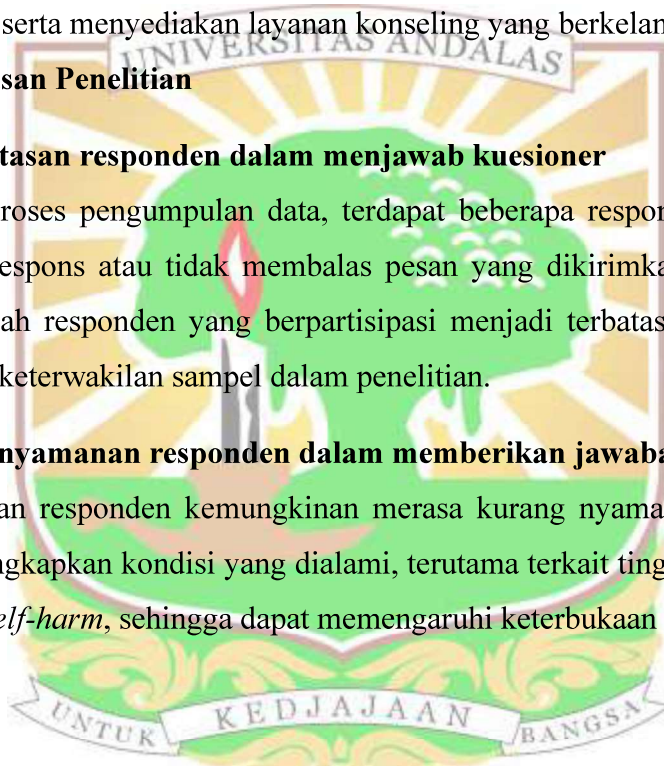 serta menyediakan layanan konseling yang berkelan
UNIVERSITAS ANDALAS
san Penelitian
tasan responden dalam menjawab kuesioner
roses pengumpulan data, terdapat beberapa respon
espons atau tidak membalas pesan yang dikirimka
ah responden yang berpartisipasi menjadi terbatas
keterwakilan sampel dalam penelitian.
nyamanan responden dalam memberikan jawaba
an responden kemungkinan merasa kurang nyama
ngkapkan kondisi yang dialami, terutama terkait ting
elf-harm, sehingga dapat memengaruhi keterbukaan
UNTUK KEDJAJAAN BANGSA